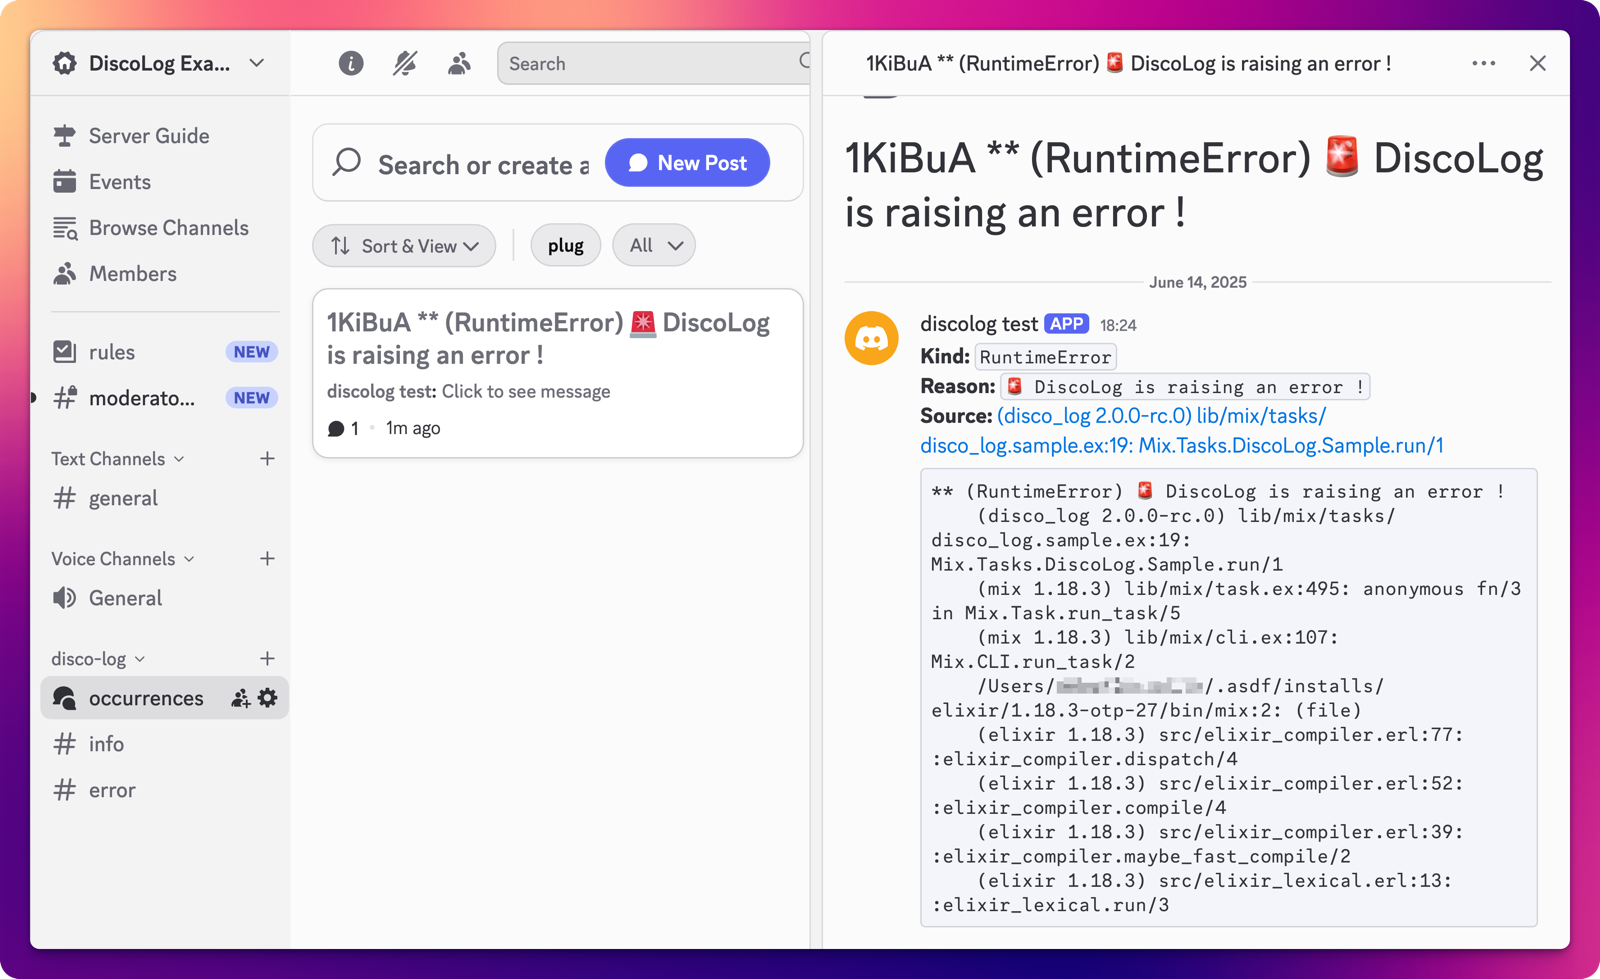 DiscoLog Exa...
Server Guide
Events
Browse Channels
Members
rules NEW
moderato... NEW
Text Channels
general
Voice Channels
General
disco-log
occurrences
info
error
Search
Search or create a
New Post
Sort & View
plug
All
1KiBuA ** (RuntimeError) 🚨 DiscoLog
is raising an error !
discolog test: Click to see message
1 • 1m ago
1KiBuA ** (RuntimeError) 🚨 DiscoLog is raising an error !
1KiBuA ** (RuntimeError) 🚨 DiscoLog
is raising an error !
June 14, 2025
discolog test APP 18:24
Kind: RuntimeError
Reason: 🚨 DiscoLog is raising an error !
Source: (disco_log 2.0.0-rc.0) lib/mix/tasks/
disco_log.sample.ex:19: Mix.Tasks.DiscoLog.Sample.run/1
** (RuntimeError) 🚨 DiscoLog is raising an error !
(disco_log 2.0.0-rc.0) lib/mix/tasks/
disco_log.sample.ex:19:
Mix.Tasks.DiscoLog.Sample.run/1
(mix 1.18.3) lib/mix/task.ex:495: anonymous fn/3
in Mix.Task.run_task/5
(mix 1.18.3) lib/mix/cli.ex:107:
Mix.CLI.run_task/2
/Users/ /.asdf/installs/
elixir/1.18.3-otp-27/bin/mix:2: (file)
(elixir 1.18.3) src/elixir_compiler.erl:77:
:elixir_compiler.dispatch/4
(elixir 1.18.3) src/elixir_compiler.erl:52:
:elixir_compiler.compile/4
(elixir 1.18.3) src/elixir_compiler.erl:39:
:elixir_compiler.maybe_fast_compile/2
(elixir 1.18.3) src/elixir_lexical.erl:13:
:elixir_lexical.run/3